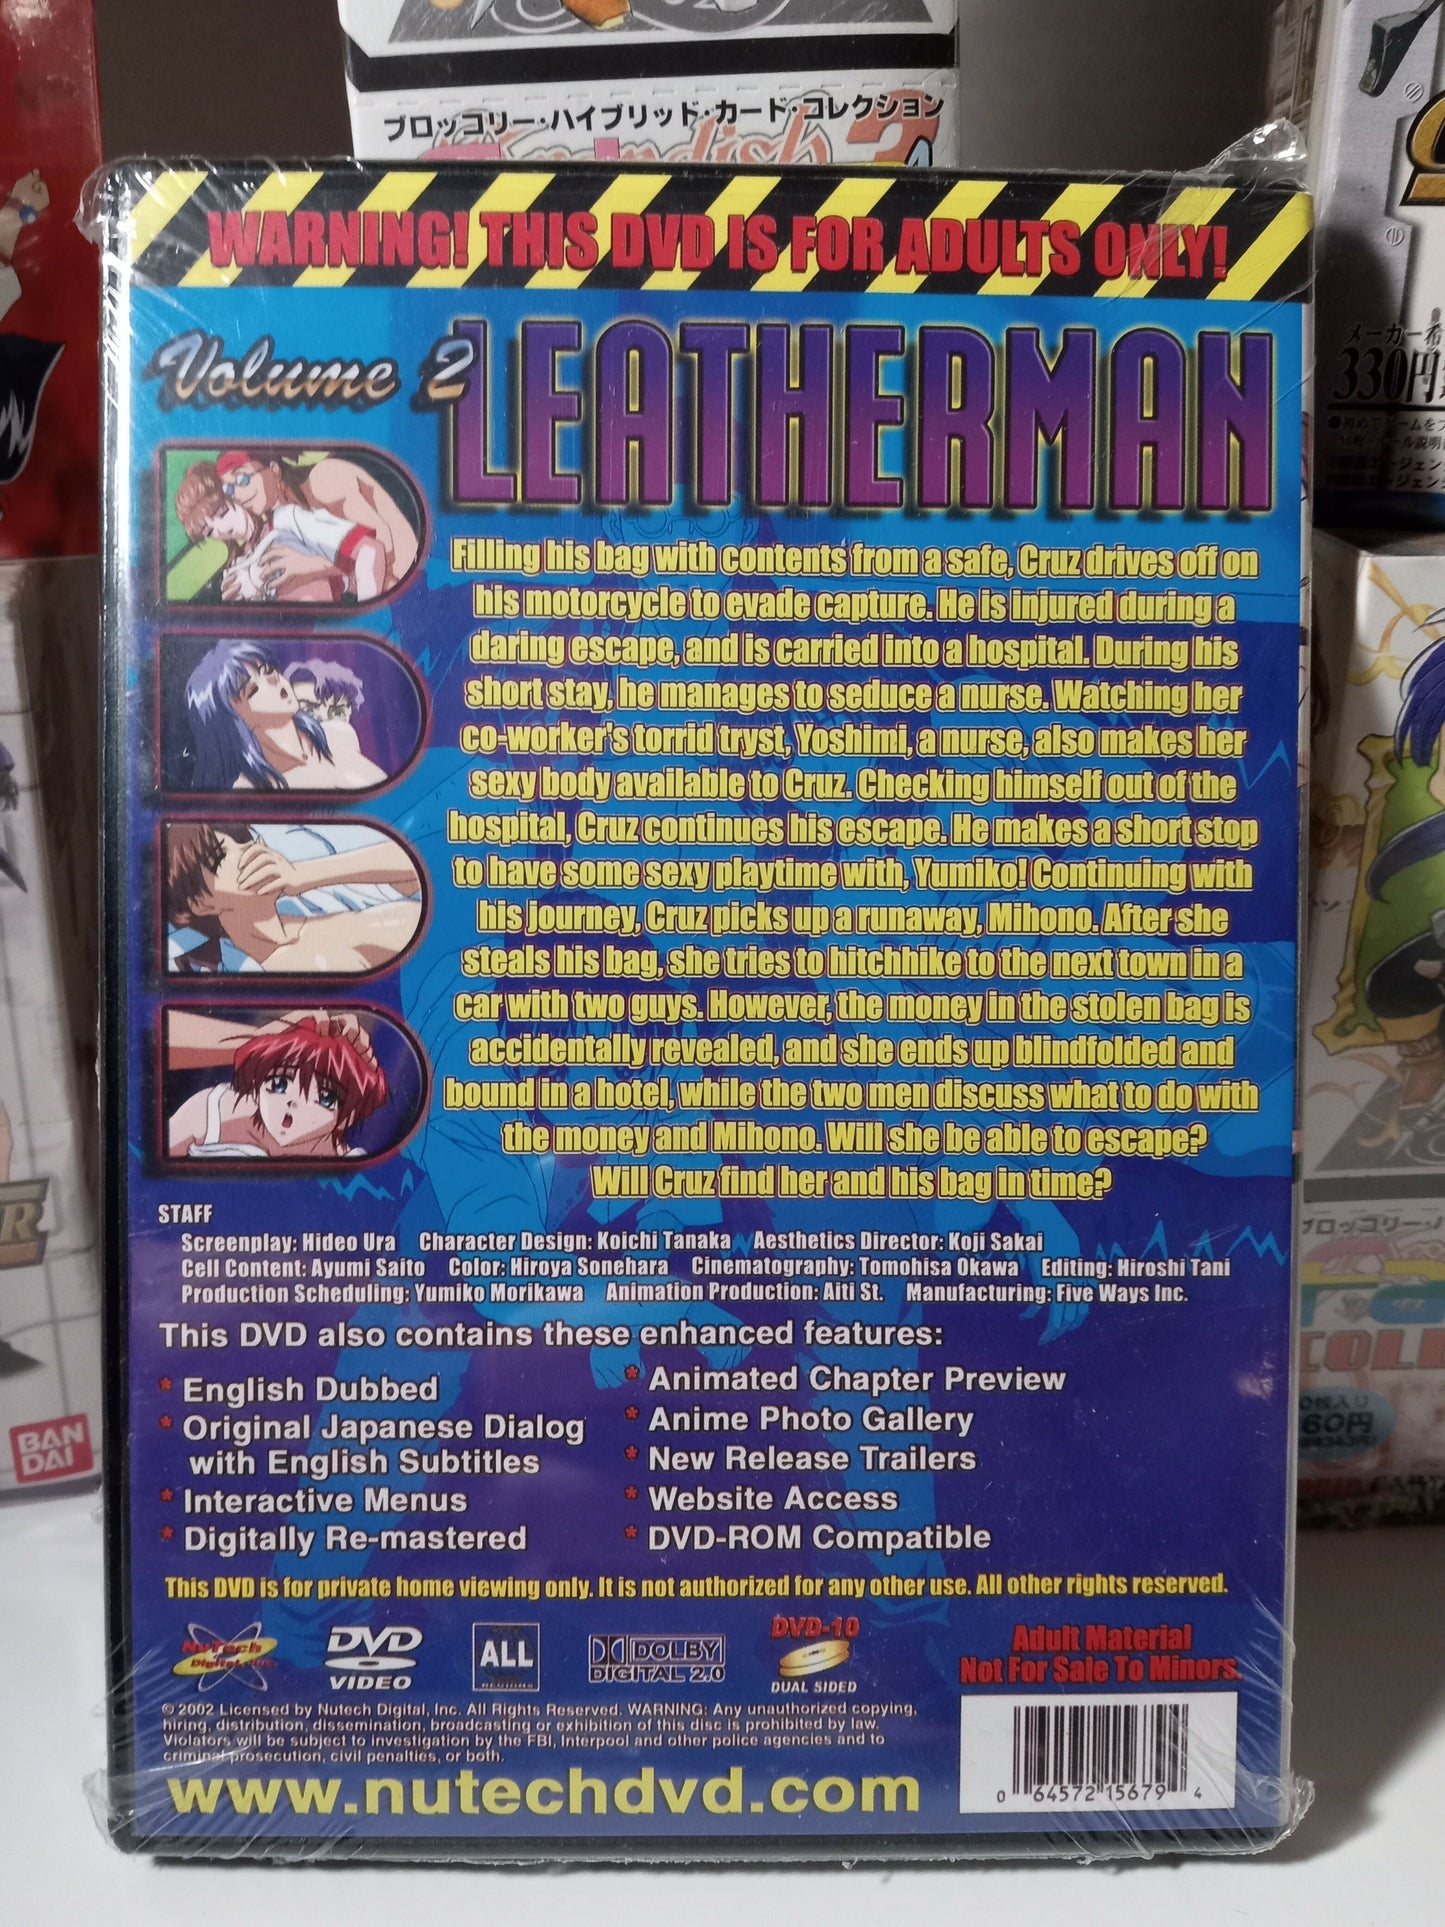 ブロッコリー・ハイブリッド・カード・コレクション
WARNING! THIS DVD IS FOR ADULTS ONLY!
Volume 2
LEATHERMAN
Filling his bag with contents from a safe, Cruz drives off on
his motorcycle to evade capture. He is injured during a
daring escape, and is carried into a hospital. During his
short stay, he manages to seduce a nurse. Watching her
co-worker's torrid tryst, Yoshimi, a nurse, also makes her
sexy body available to Cruz. Checking himself out of the
hospital, Cruz continues his escape. He makes a short stop
to have some sexy playtime with, Yumiko! Continuing with
his journey, Cruz picks up a runaway, Mihono. After she
steals his bag, she tries to hitchhike to the next town in a
car with two guys. However, the money in the stolen bag is
accidentally revealed, and she ends up blindfolded and
bound in a hotel, while the two men discuss what to do with
the money and Mihono. Will she be able to escape?
Will Cruz find her and his bag in time?
STAFF
Screenplay: Hideo Ura Character Design: Koichi Tanaka Aesthetics Director: Koji Sakai
Cell Content: Ayumi Saito Color: Hiroya Sonehara Cinematography: Tomohisa Okawa Editing: Hiroshi Tani
Production Scheduling: Yumiko Morikawa Animation Production: Aiti St. Manufacturing: Five Ways Inc.
This DVD also contains these enhanced features:
* English Dubbed
* Original Japanese Dialog
with English Subtitles
* Interactive Menus
* Digitally Re-mastered
* Animated Chapter Preview
* Anime Photo Gallery
* New Release Trailers
* Website Access
* DVD-ROM Compatible
This DVD is for private home viewing only. It is not authorized for any other use. All other rights reserved.
NuTech
Digital, Inc.
DVD
VIDEO
ALL
REGIONS
DOLBY
DIGITAL 2.0
DVD-10
DUAL SIDED
Adult Material
Not For Sale To Minors.
© 2002 Licensed by Nutech Digital, Inc. All Rights Reserved. WARNING: Any unauthorized copying,
hiring, distribution, dissemination, broadcasting or exhibition of this disc is prohibited by law.
Violators will be subject to investigation by the FBI, Interpool and other police agencies and to
criminal prosecution, civil penalties, or both.
www.nutechdvd.com
0 64572 15679 4
BAN
DAI
メーカー希
330円
ブロッコリー・ハ
60円